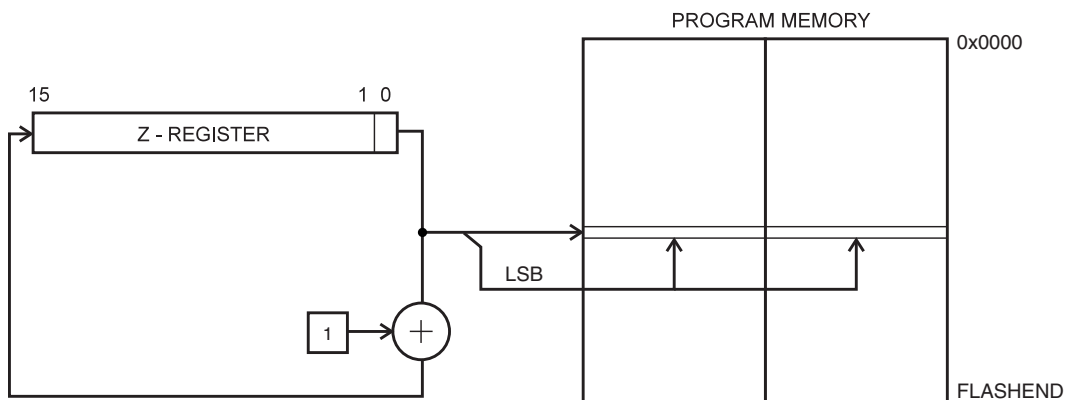 PROGRAM MEMORY
0x0000
15
1 0
Z - REGISTER
LSB
1
FLASHEND